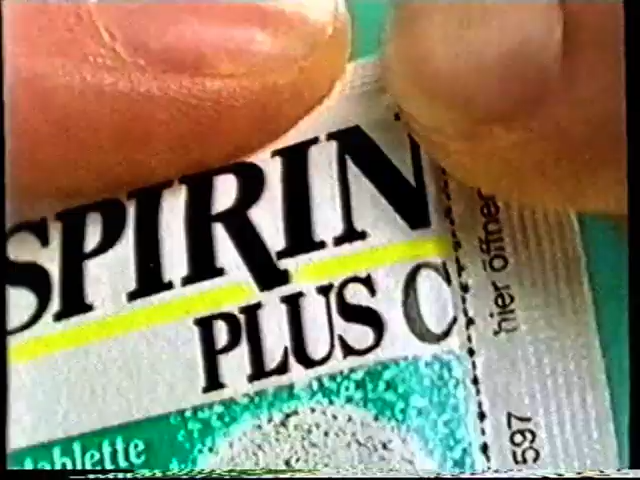 SPIRIN
PLUS C
tablette
hier öffnen
597